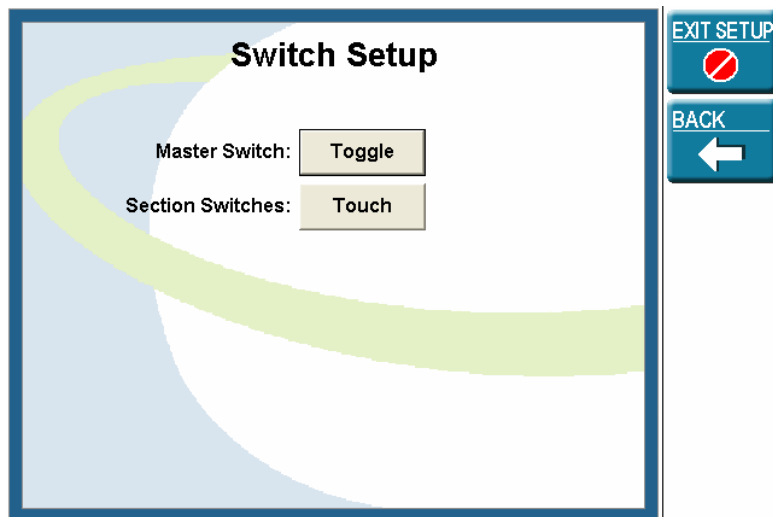 Switch Setup
Master Switch: Toggle
Section Switches: Touch
EXIT SETUP
BACK